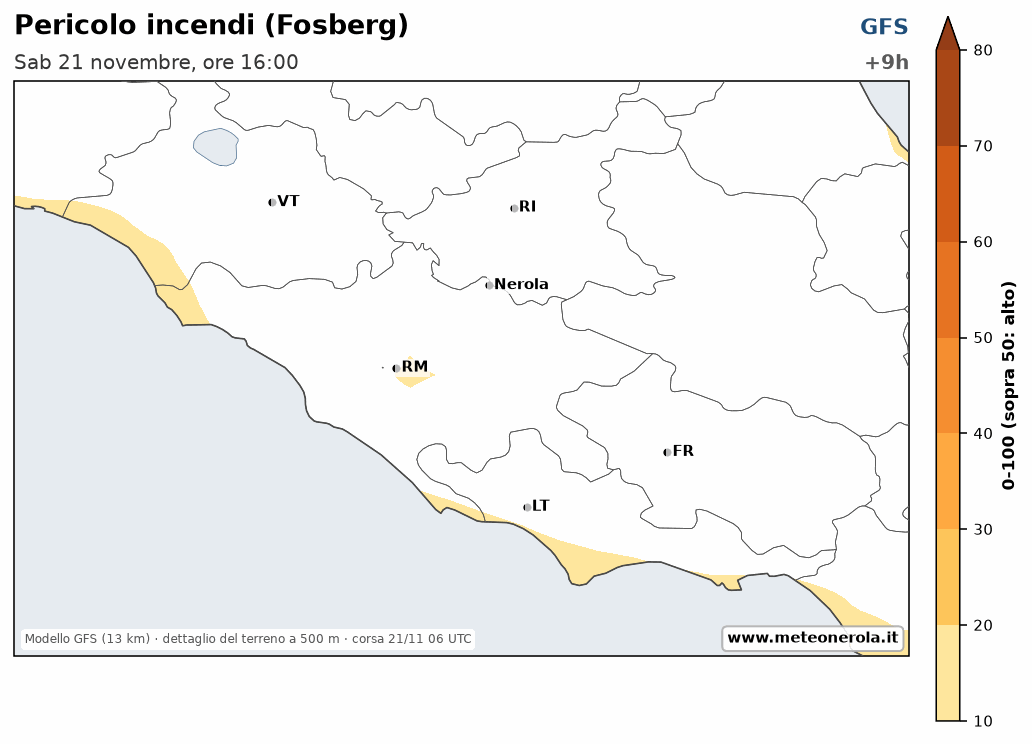 Pericolo incendi (Fosberg)
GFS
Sab 21 novembre, ore 16:00
+9h
VT
RI
Nerola
RM
FR
LT
Modello GFS (13 km) · dettaglio del terreno a 500 m · corsa 21/11 06 UTC
www.meteonerola.it
80
70
60
50
40
30
20
10
0-100 (sopra 50: alto)